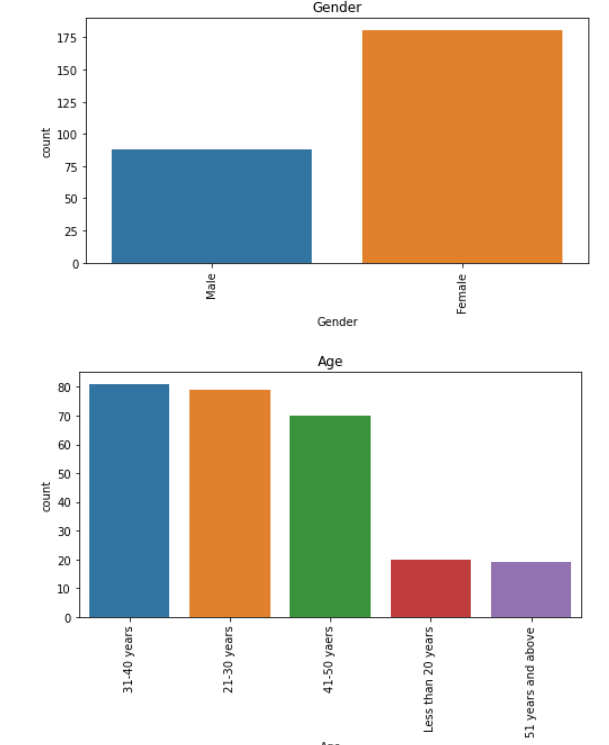 Gender
175
150
125
100
75
50
25
0
count
Male
Female
Gender
Age
80
70
60
50
40
30
20
10
0
count
31-40 years
21-30 years
41-50 yaers
Less than 20 years
51 years and above
Age